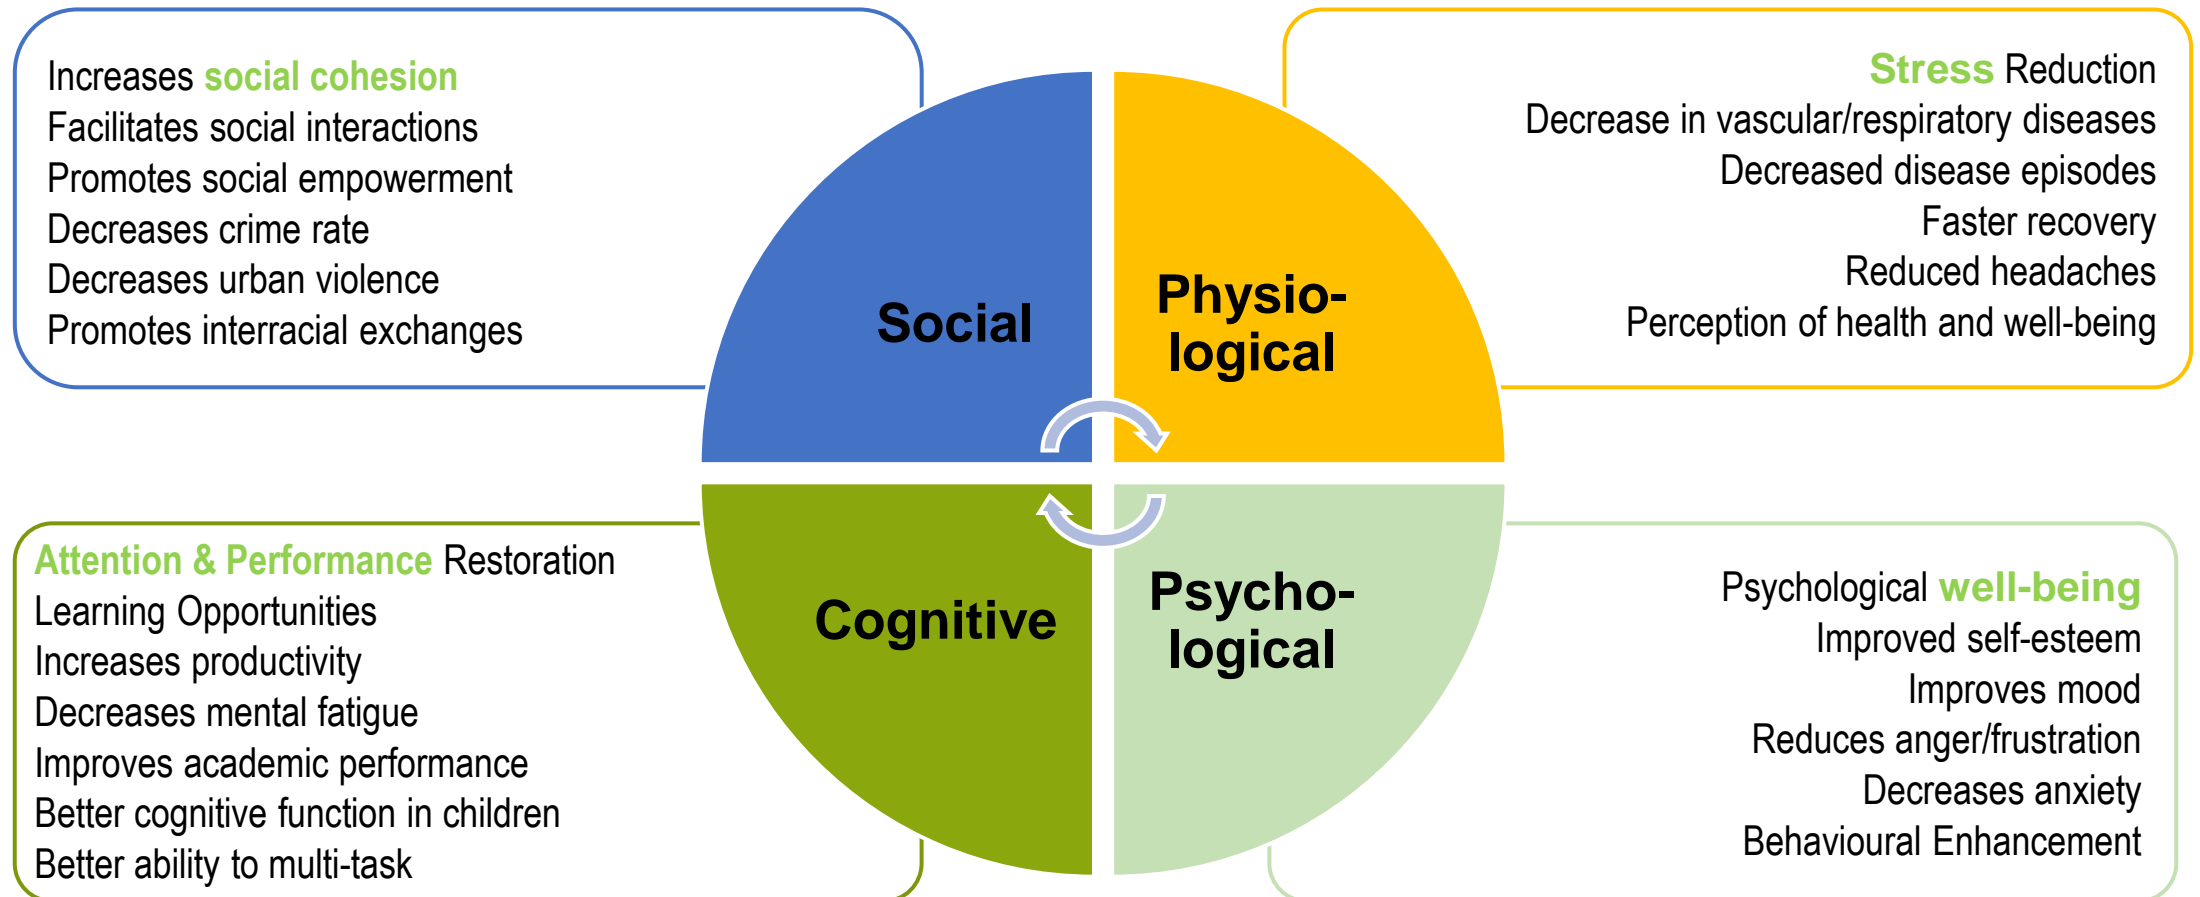 Increases social cohesion
Facilitates social interactions
Promotes social empowerment
Decreases crime rate
Decreases urban violence
Promotes interracial exchanges
Stress Reduction
Decrease in vascular/respiratory diseases
Decreased disease episodes
Faster recovery
Reduced headaches
Perception of health and well-being
Social
Physio-
logical
Cognitive
Psycho-
logical
Attention & Performance Restoration
Learning Opportunities
Increases productivity
Decreases mental fatigue
Improves academic performance
Better cognitive function in children
Better ability to multi-task
Psychological well-being
Improved self-esteem
Improves mood
Reduces anger/frustration
Decreases anxiety
Behavioural Enhancement